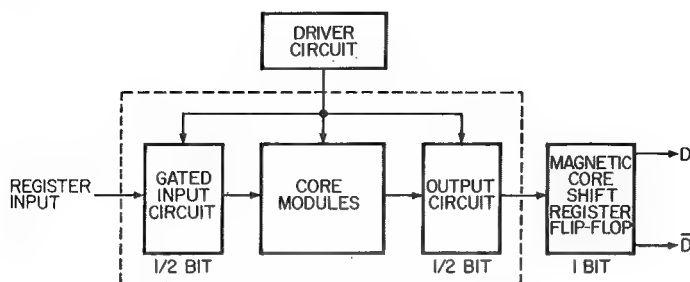 DRIVER
CIRCUIT
REGISTER
INPUT
GATED
INPUT
CIRCUIT
1/2 BIT
CORE
MODULES
OUTPUT
CIRCUIT
1/2 BIT
MAGNETIC
CORE
SHIFT
REGISTER
FLIP-FLOP
1 BIT
D
D̅